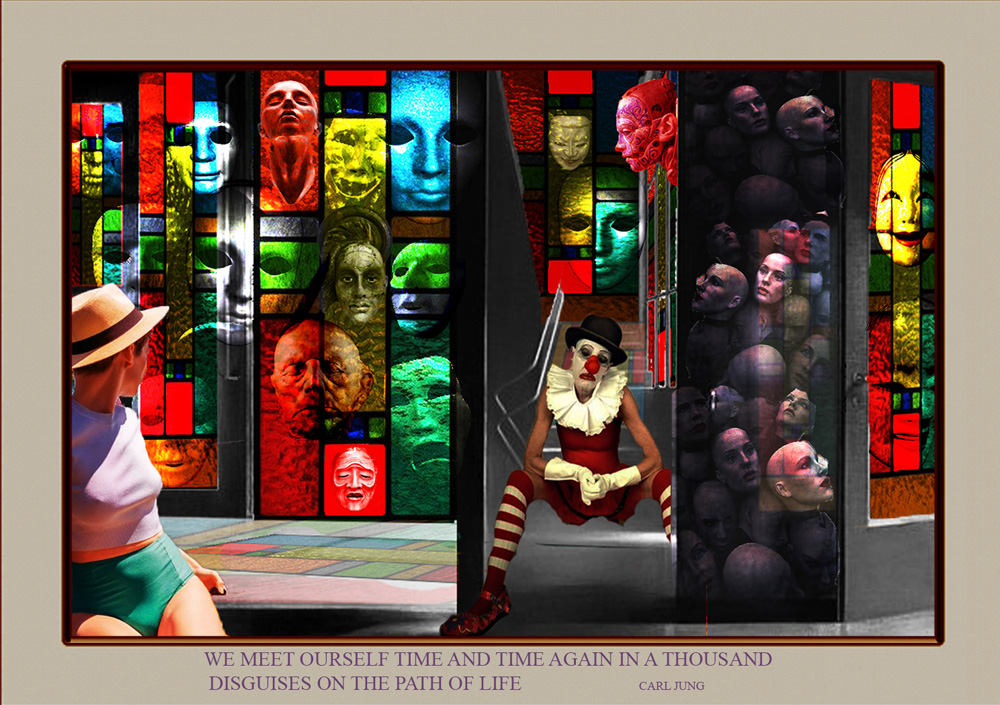 WE MEET OURSELF TIME AND TIME AGAIN IN A THOUSAND
DISGUISES ON THE PATH OF LIFE CARL JUNG